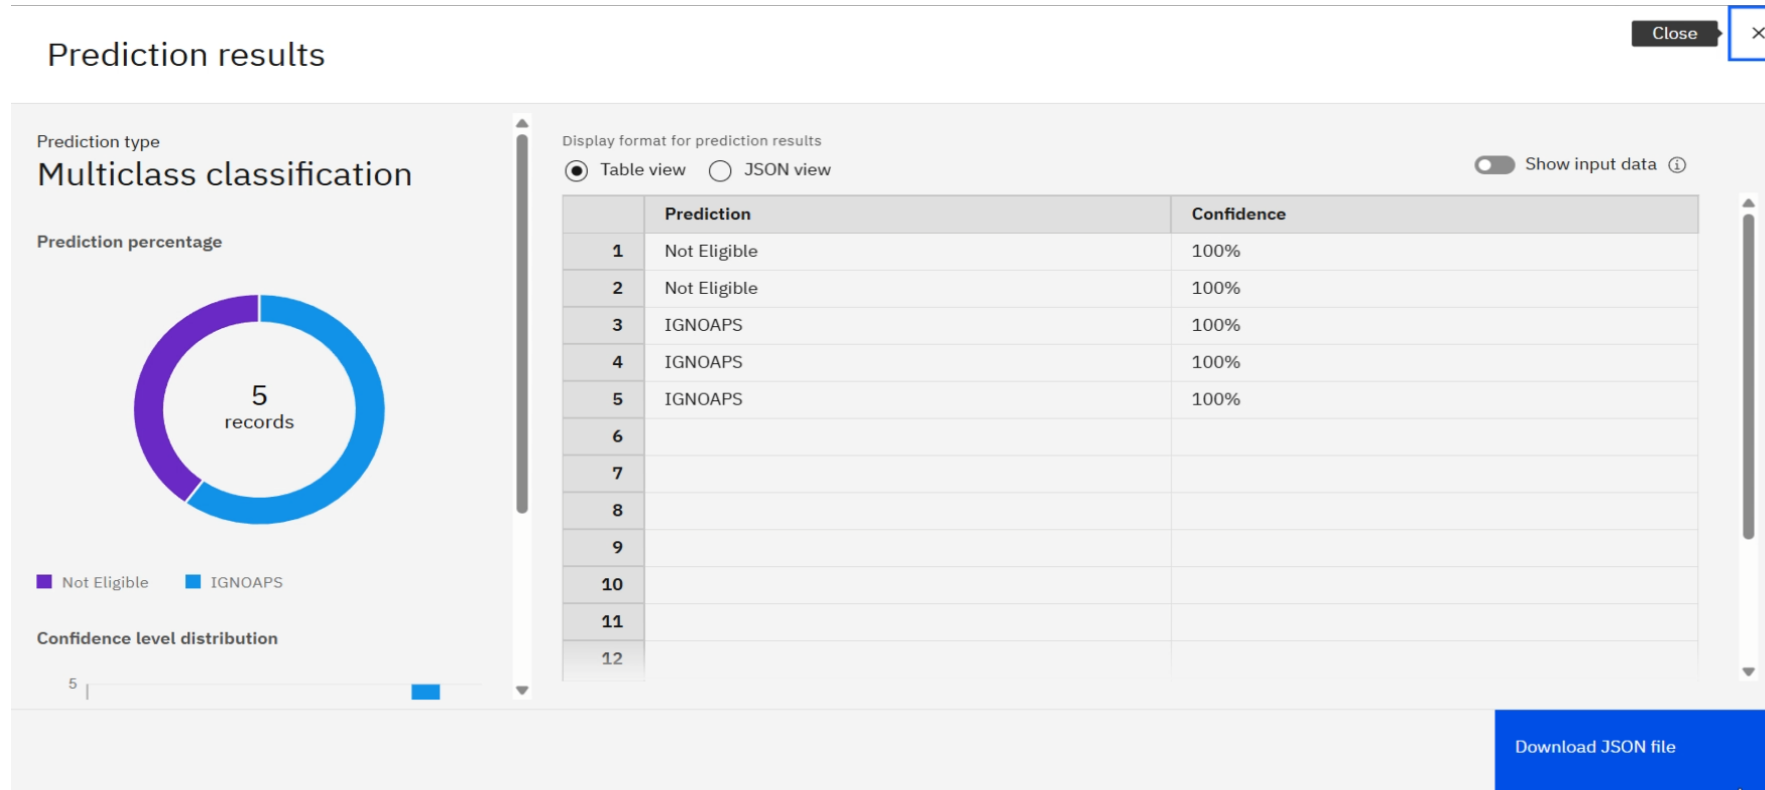 Close
Prediction results
Prediction type
Multiclass classification
Prediction percentage
5
records
Not Eligible IGNOAPS
Confidence level distribution
5
Display format for prediction results
Table view JSON view
Show input data
Prediction Confidence
1 Not Eligible 100%
2 Not Eligible 100%
3 IGNOAPS 100%
4 IGNOAPS 100%
5 IGNOAPS 100%
6
7
8
9
10
11
12
Download JSON file